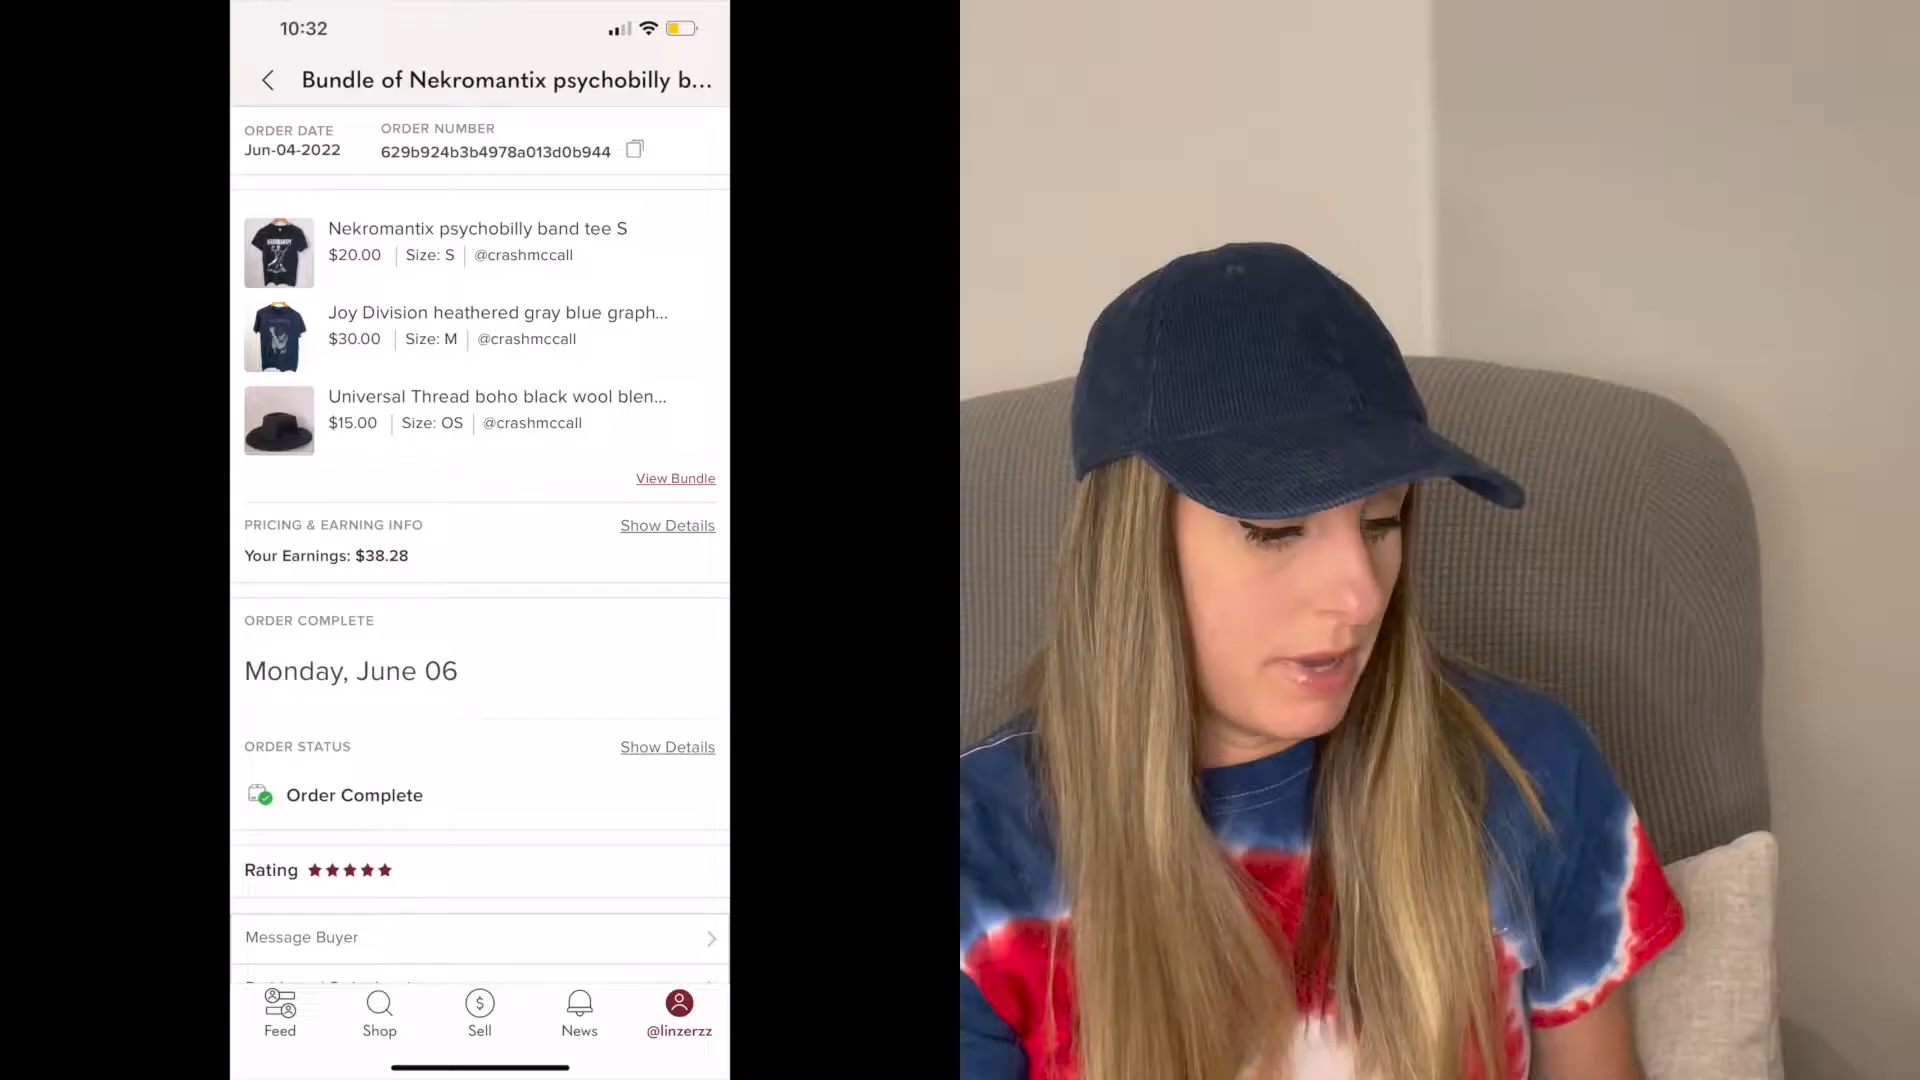 10:32
Bundle of Nekromantix psychobilly b...
ORDER DATE
Jun-04-2022
ORDER NUMBER
629b924b3b4978a013d0b944
Nekromantix psychobilly band tee S
$20.00 | Size: S | @crashmccall
Joy Division heathered gray blue graph...
$30.00 | Size: M | @crashmccall
Universal Thread boho black wool blen...
$15.00 | Size: OS | @crashmccall
View Bundle
PRICING & EARNING INFO
Show Details
Your Earnings: $38.28
ORDER COMPLETE
Monday, June 06
ORDER STATUS
Show Details
Order Complete
Rating
Message Buyer
Feed
Shop
Sell
News
@linzerzz